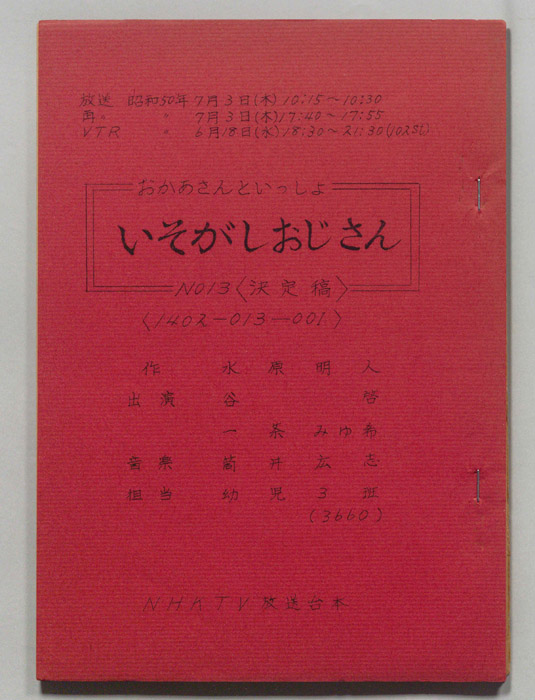 放送 昭和50年 7月3日(木) 10:15~10:30
再〃 〃 7月3日(木) 17:40~17:55
VTR 〃 6月18日(水) 18:30~21:30(102St)
おかあさんといっしょ
いそがしおじさん
NO13〈決定稿〉
〈1402-013-001〉
作 水原明人
出演 谷啓
一条みゆ希
音楽 筒井広志
担当 幼児3班
(3660)
NHKTV放送台本